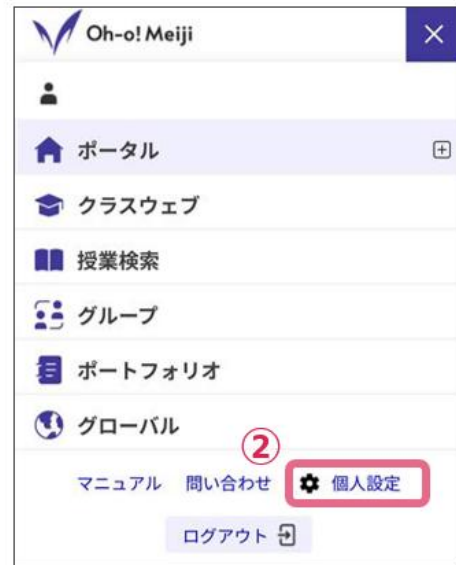 Oh-o! Meiji
ポータル
クラスウェブ
授業検索
グループ
ポートフォリオ
グローバル
②
マニュアル 問い合わせ 個人設定
ログアウト